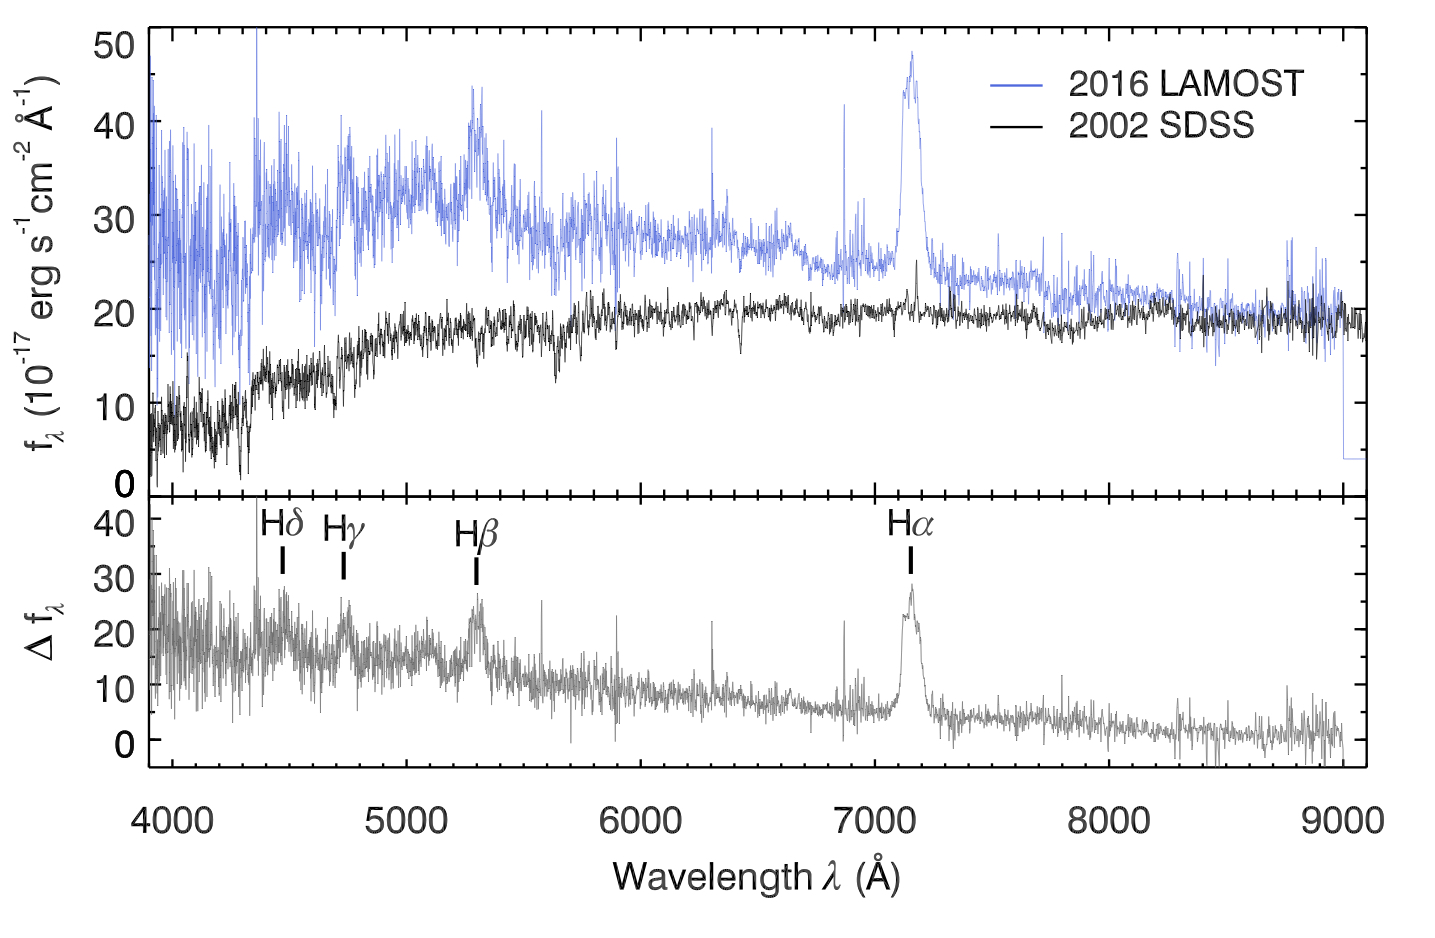 50
40
30
20
10
0
f_λ (10^-17 erg s^-1 cm^-2 Å^-1)
2016 LAMOST
2002 SDSS
40
30
20
10
0
Δ f_λ
Hδ
Hγ
Hβ
Hα
4000 5000 6000 7000 8000 9000
Wavelength λ (Å)